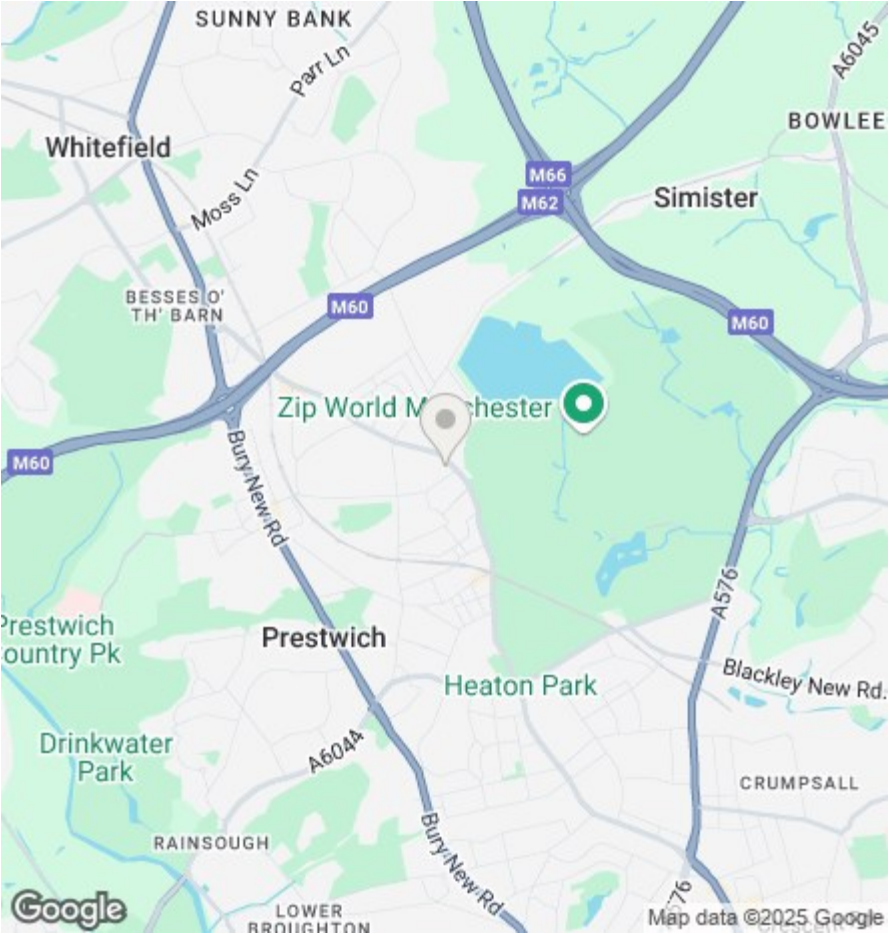 SUNNY BANK
Parr Ln
A6045
BOWLEE
Whitefield
M66
M62
Simister
Moss Ln
BESSES O'
TH' BARN
M60
M60
Zip World M chester
M60
Bury New Rd
A576
Prestwich
ountry Pk
Prestwich
Blackley New Rd.
Heaton Park
Drinkwater
Park
A6044
CRUMPSALL
RAINSOUGH
Bury New Rd
LOWER
BROUGHTON
Google
Map data ©2025 Google